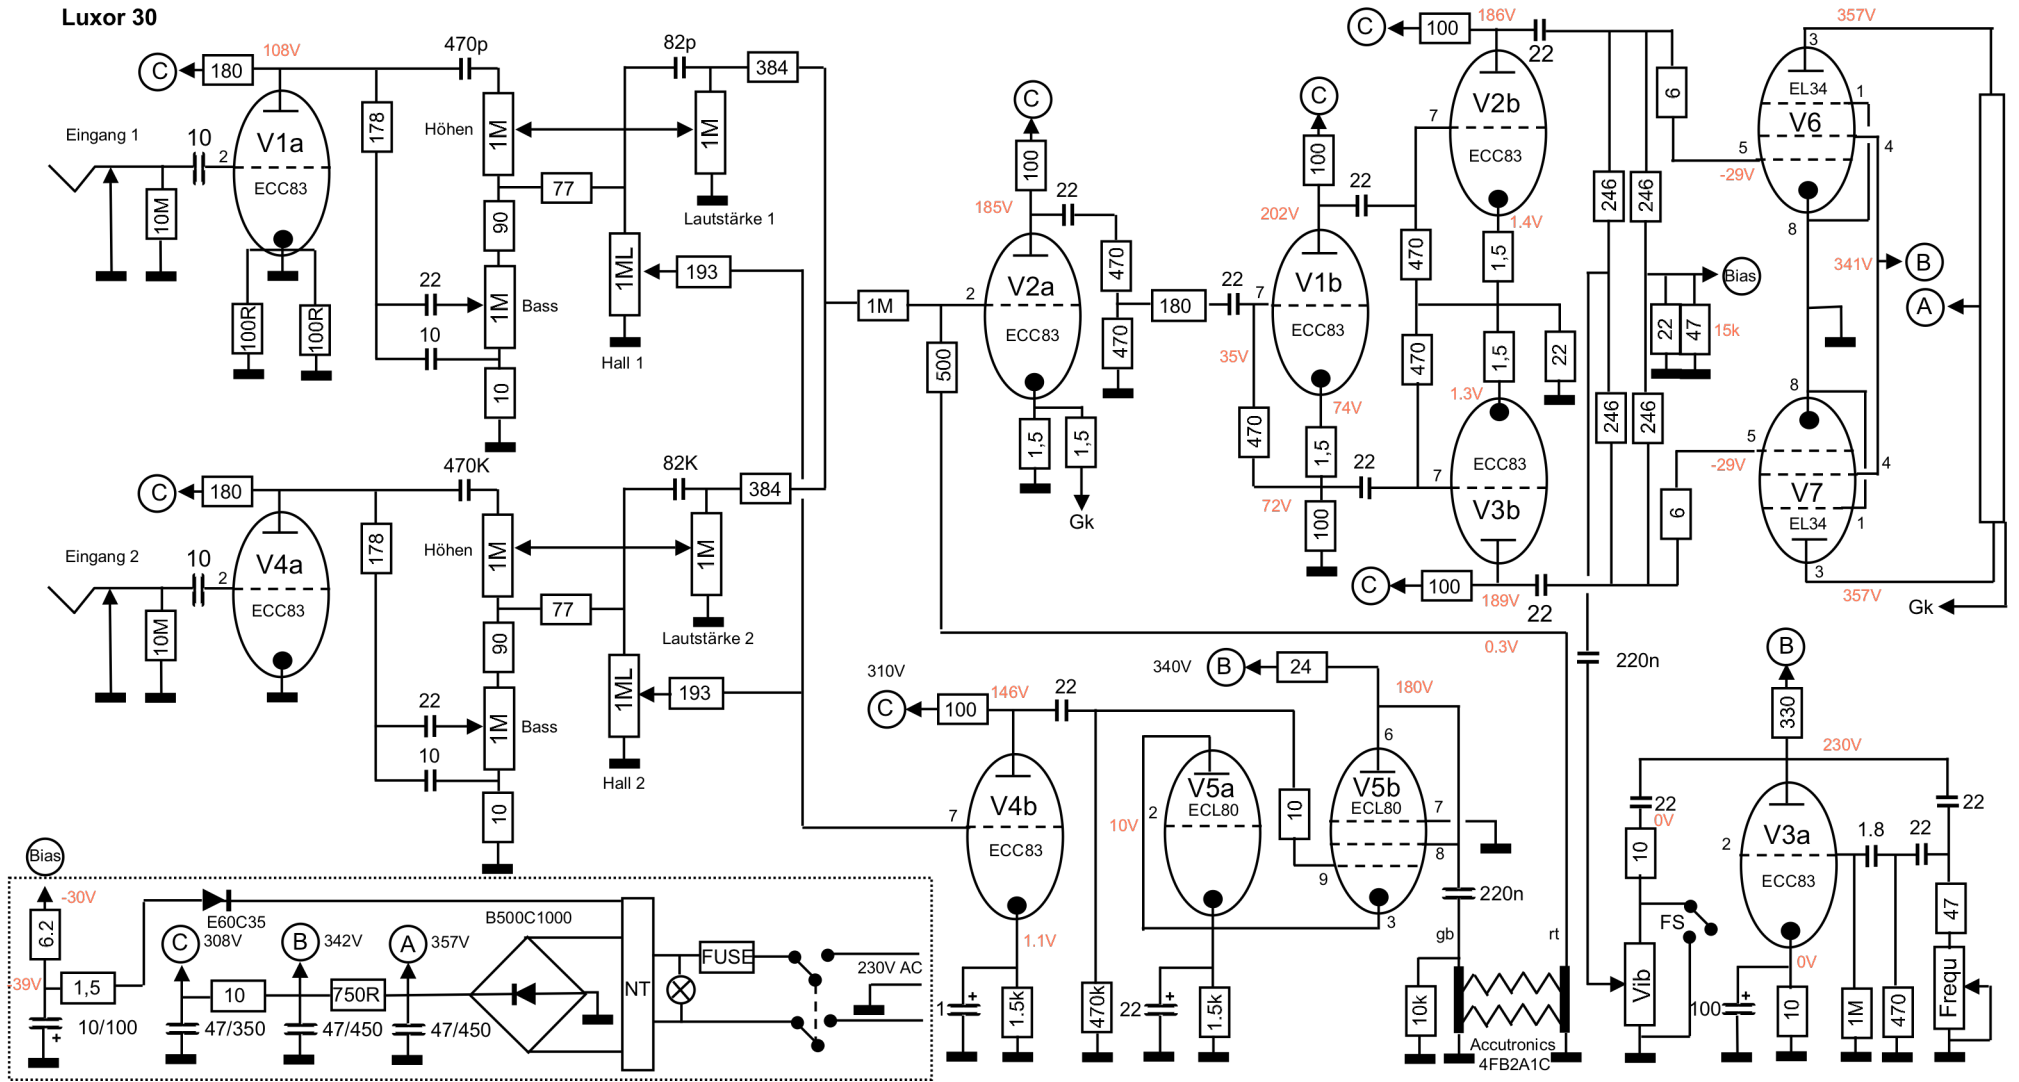 Luxor 30
C
180
108V
470p
82p
384
178
Höhen
1M
1M
Eingang 1
10
2
V1a
ECC83
10M
77
90
Lautstärke 1
22
1M
Bass
10
1ML
193
100R
100R
10
Hall 1
C
180
470K
82K
384
178
Höhen
1M
1M
Eingang 2
10
2
V4a
ECC83
10M
77
90
Lautstärke 2
22
1M
Bass
10
1ML
193
10
Hall 2
1M
500
C
100
185V
22
2
V2a
ECC83
470
470
1,5
1,5
Gk
180
22
C
100
202V
22
7
V1b
ECC83
35V
74V
470
1,5
72V
22
100
C
100
186V
22
7
V2b
ECC83
1.4V
470
1,5
470
1,5
22
1.3V
7
ECC83
V3b
C
100
189V
22
246
246
246
246
Bias
22
47
15k
6
6
357V
3
EL34
1
V6
5
4
-29V
8
341V
B
A
8
5
-29V
4
V7
EL34
1
3
357V
Gk
0.3V
220n
310V
C
100
146V
22
7
V4b
ECC83
1.1V
1
+
1.5k
470k
340V
B
24
180V
6
V5a
ECL80
2
10V
10
V5b
ECL80
7
8
9
3
22
+
1.5k
220n
gb
rt
10k
Accutronics
4FB2A1C
B
330
230V
22
0V
10
FS
Vib
2
V3a
ECC83
0V
100
+
10
1.8
22
22
1M
470
47
Frequ
Bias
-30V
6.2
39V
1,5
10/100
+
E60C35
C
308V
B
342V
A
357V
10
750R
47/350
47/450
47/450
B500C1000
NT
FUSE
230V AC